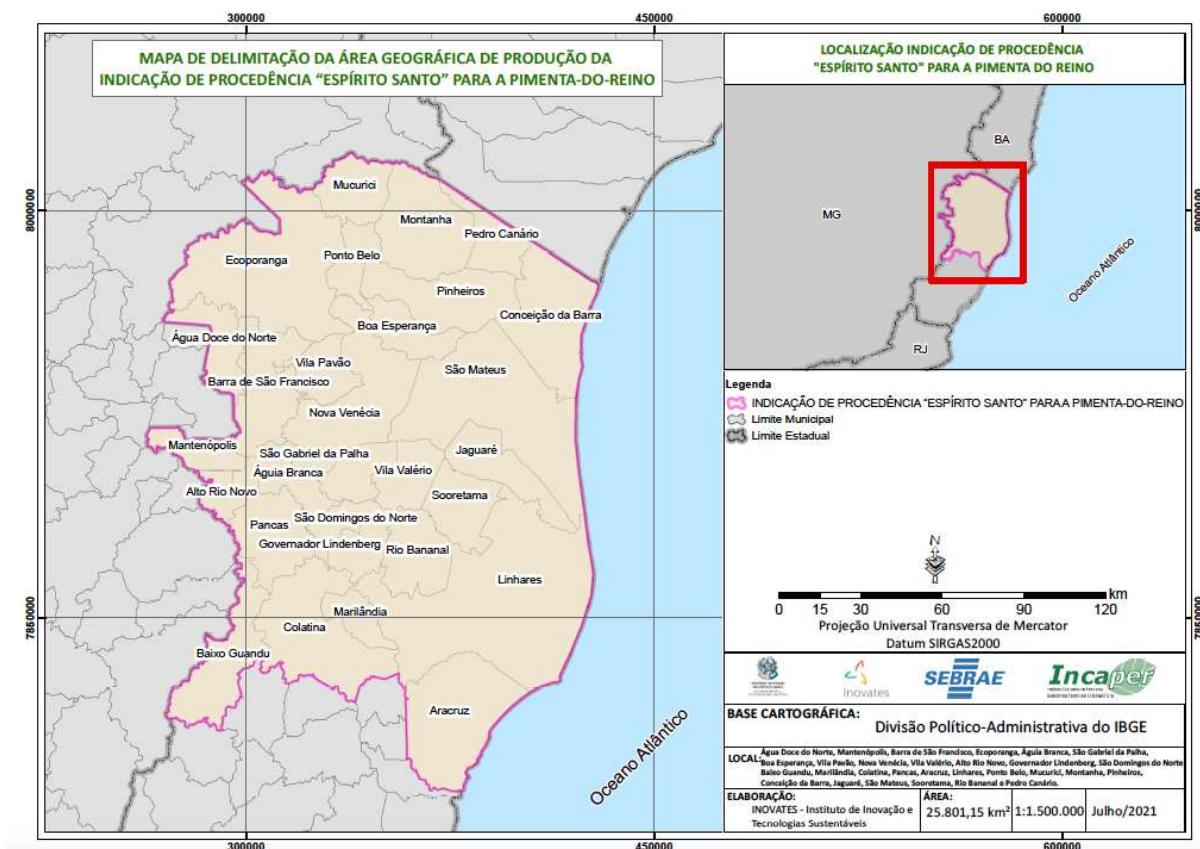 300000
450000
600000
MAPA DE DELIMITAÇÃO DA ÁREA GEOGRÁFICA DE PRODUÇÃO DA
INDICAÇÃO DE PROCEDÊNCIA “ESPÍRITO SANTO” PARA A PIMENTA-DO-REINO
8000000
7850000
Mucurici
Montanha
Pedro Canário
Ponto Belo
Ecoporanga
Pinheiros
Conceição da Barra
Boa Esperança
Água Doce do Norte
Vila Pavão
São Mateus
Barra de São Francisco
Nova Venécia
Mantenópolis
São Gabriel da Palha
Jaguaré
Águia Branca
Vila Valério
Alto Rio Novo
Sooretama
São Domingos do Norte
Pancas
Governador Lindenberg
Rio Bananal
Linhares
Marilândia
Colatina
Baixo Guandu
Aracruz
Oceano Atlântico
LOCALIZAÇÃO INDICAÇÃO DE PROCEDÊNCIA
"ESPÍRITO SANTO" PARA A PIMENTA DO REINO
BA
MG
Oceano Atlântico
RJ
8000000
7850000
Legenda
INDICAÇÃO DE PROCEDÊNCIA “ESPÍRITO SANTO” PARA A PIMENTA-DO-REINO
Limite Municipal
Limite Estadual
N
0 15 30 60 90 120 km
Projeção Universal Transversa de Mercator
Datum SIRGAS2000
Inovates
SEBRAE
Incaper
BASE CARTOGRÁFICA: Divisão Político-Administrativa do IBGE
LOCAL: Água Doce do Norte, Mantenópolis, Barra de São Francisco, Ecoporanga, Águia Branca, São Gabriel da Palha,
Boa Esperança, Vila Pavão, Nova Venécia, Vila Valério, Alto Rio Novo, Governador Lindenberg, São Domingos do Norte
Baixo Guandu, Marilândia, Colatina, Pancas, Aracruz, Linhares, Ponto Belo, Mucurici, Montanha, Pinheiros,
Conceição da Barra, Jaguaré, São Mateus, Sooretama, Rio Bananal e Pedro Canário.
ELABORAÇÃO:
INOVATES - Instituto de Inovação e
Tecnologias Sustentáveis
ÁREA:
25.801,15 km²
1:1.500.000
Julho/2021
300000
450000
600000